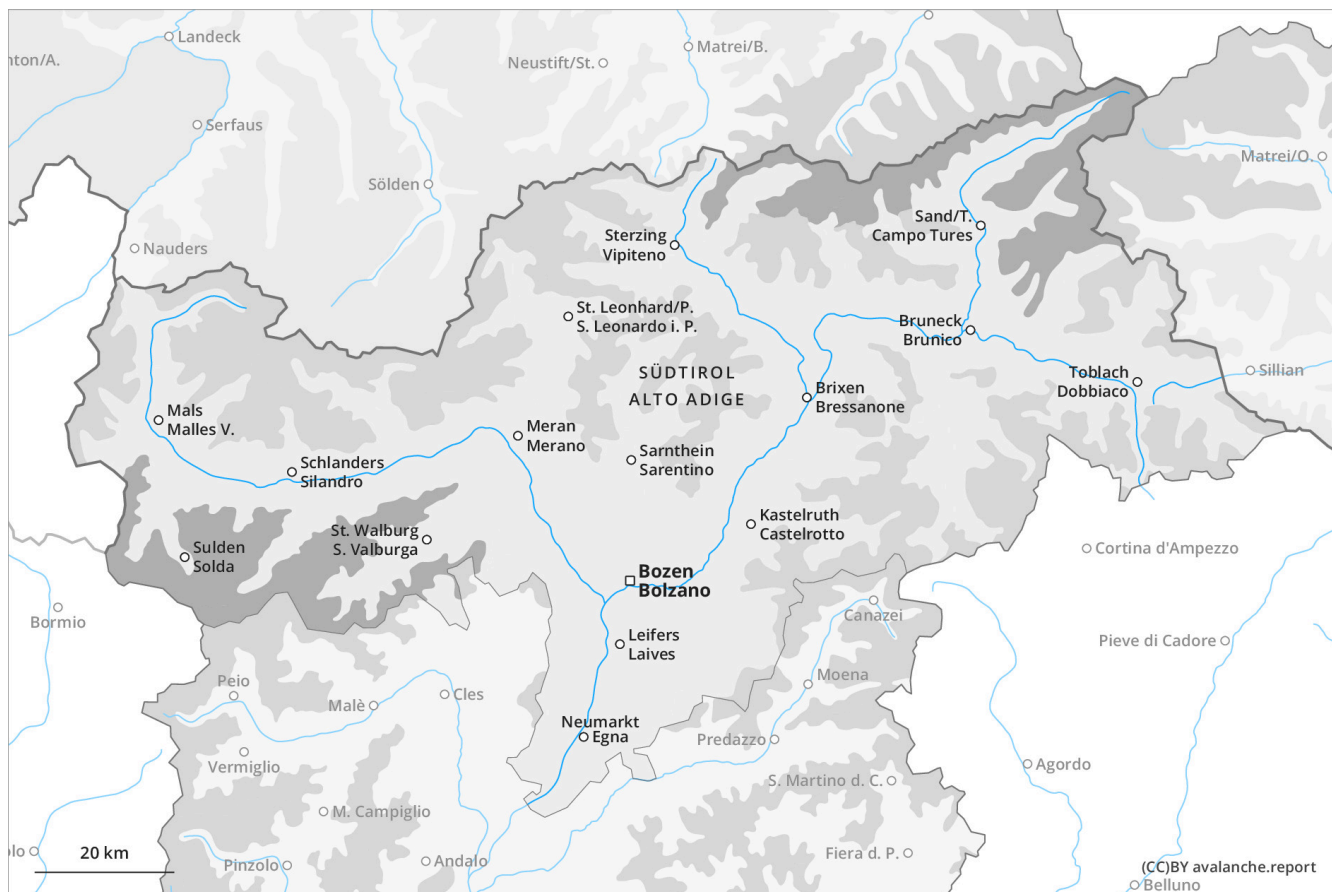 Landeck
Matrei/B.
nton/A.
Neustift/St.
Serfaus
Matrei/O.
Sölden
Sand/T.
Campo Tures
Nauders
Sterzing
Vipiteno
St. Leonhard/P.
S. Leonardo i. P.
Bruneck
Brunico
SÜDTIROL
ALTO ADIGE
Toblach
Dobbiaco
Sillian
Brixen
Bressanone
Mals
Malles V.
Meran
Merano
Schlanders
Silandro
Sarnthein
Sarentino
Kastelruth
Castelrotto
St. Walburg
S. Valburga
Sulden
Solda
Cortina d'Ampezzo
Bozen
Bolzano
Bormio
Canazei
Leifers
Laives
Pieve di Cadore
Peio
Malè
Cles
Moena
Neumarkt
Egna
Predazzo
Vermiglio
Agordo
S. Martino d. C.
M. Campiglio
olo
20 km
Pinzolo
Andalo
Fiera d. P.
(CC)BY avalanche.report
Belluno